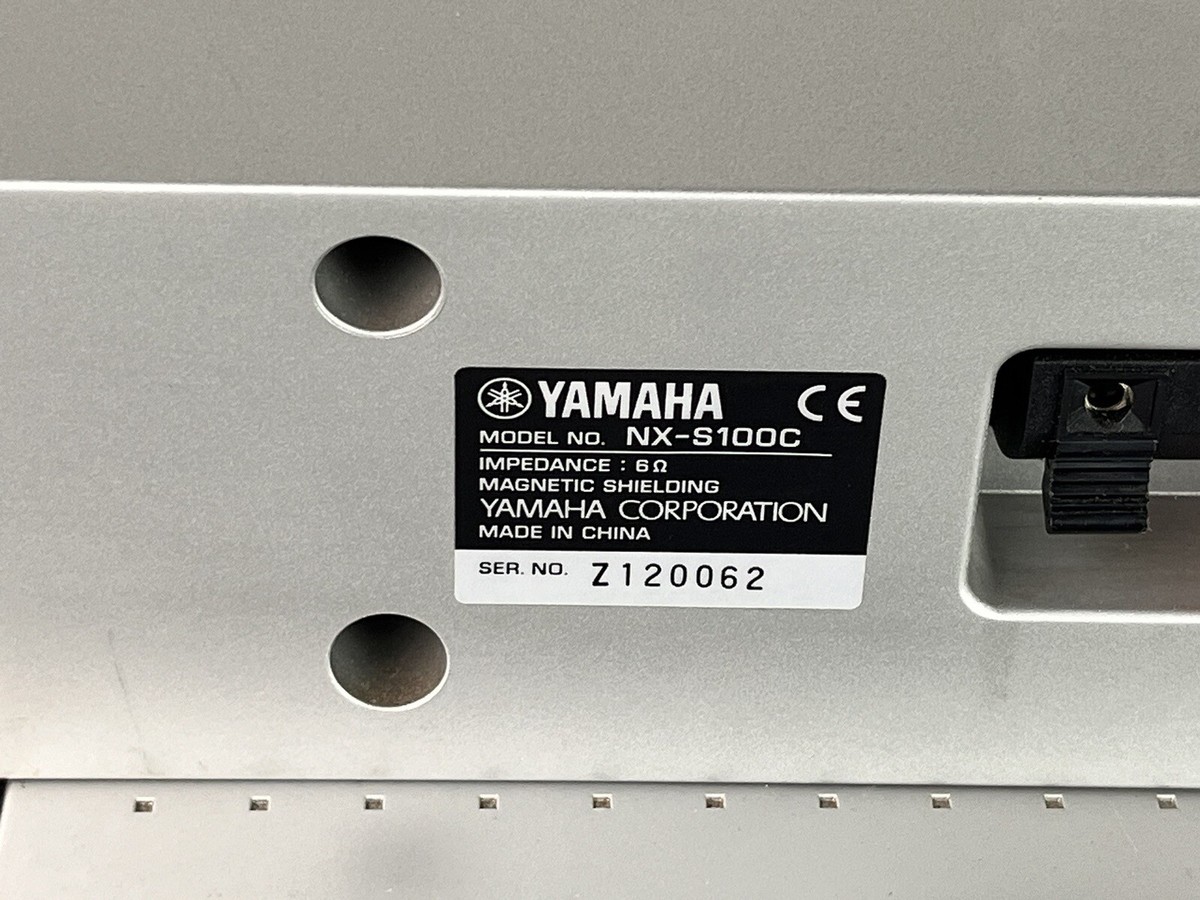 YAMAHA CE
MODEL NO. NX-S100C
IMPEDANCE : 6Ω
MAGNETIC SHIELDING
YAMAHA CORPORATION
MADE IN CHINA
SER. NO. Z120062